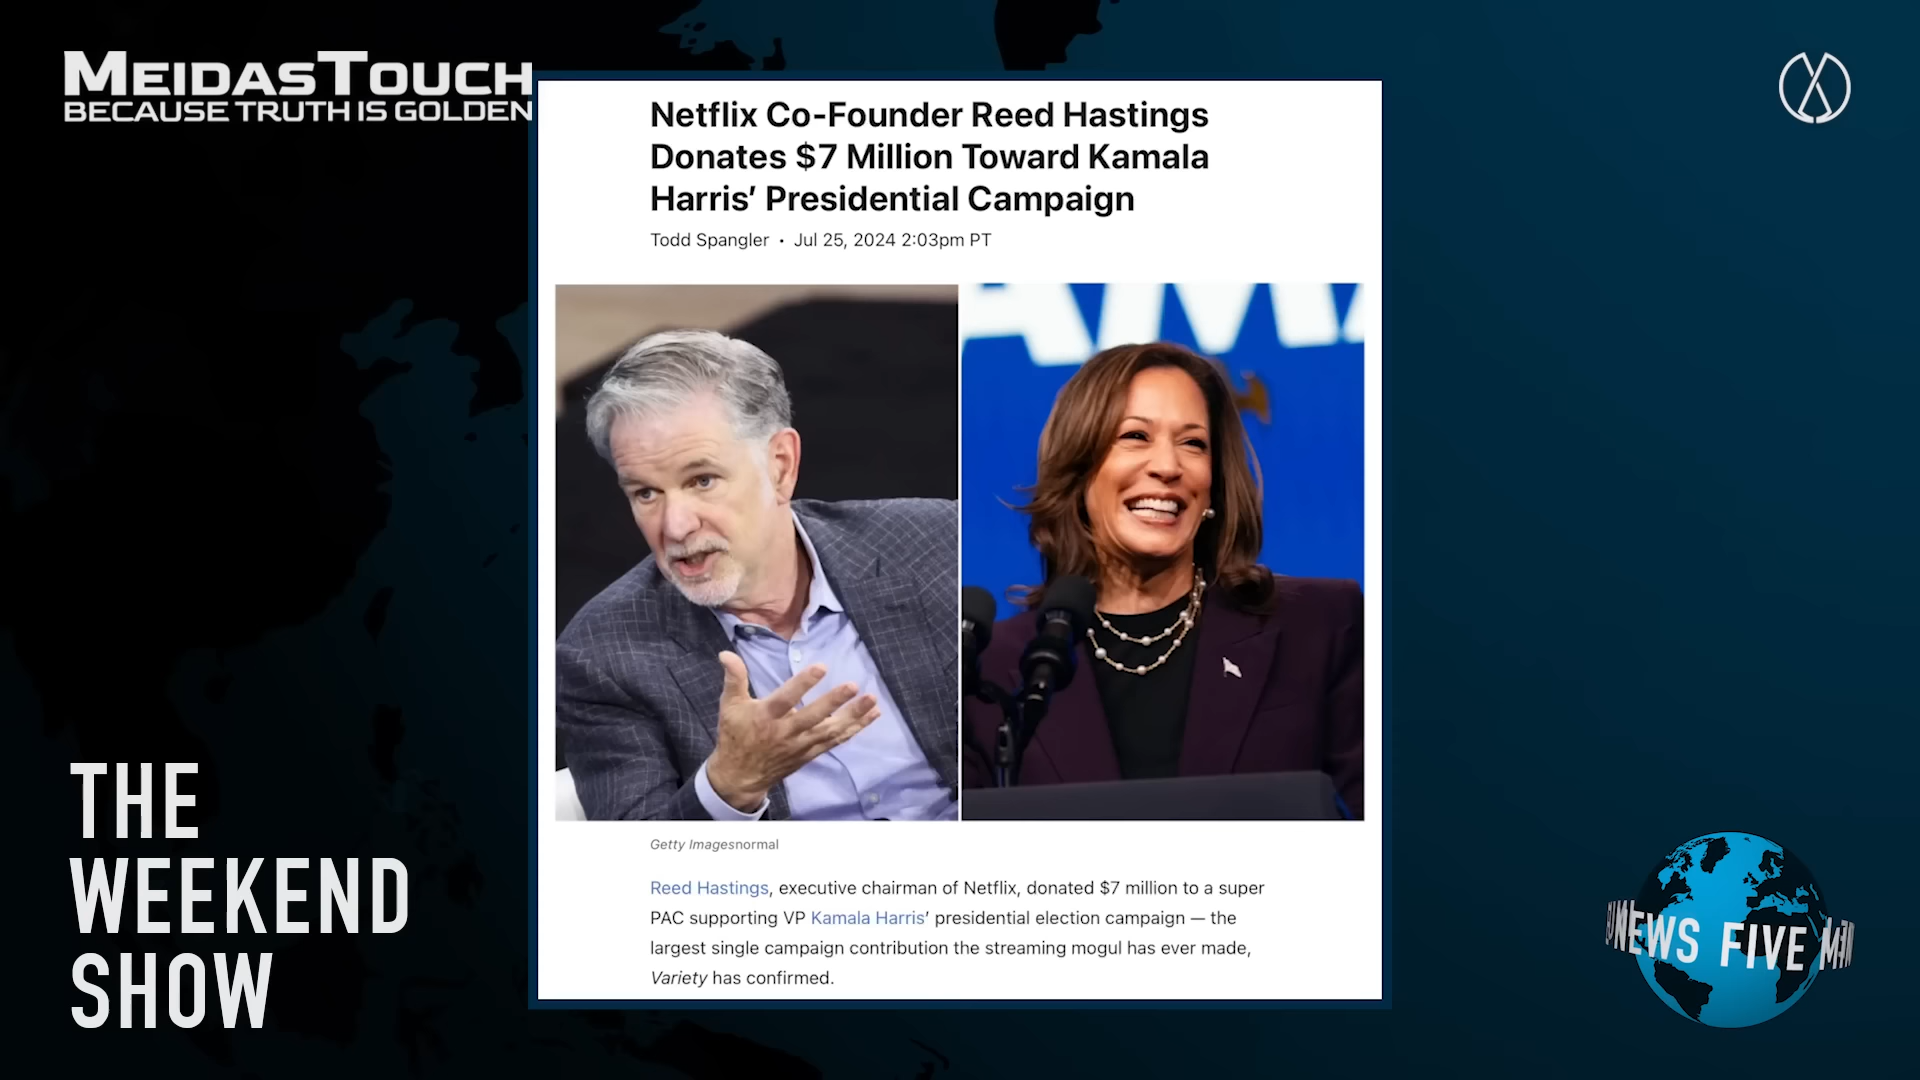 MEIDASTOUCH
BECAUSE TRUTH IS GOLDEN
Netflix Co-Founder Reed Hastings
Donates $7 Million Toward Kamala
Harris’ Presidential Campaign
Todd Spangler • Jul 25, 2024 2:03pm PT
Getty Imagesnormal
Reed Hastings, executive chairman of Netflix, donated $7 million to a super
PAC supporting VP Kamala Harris’ presidential election campaign — the
largest single campaign contribution the streaming mogul has ever made,
Variety has confirmed.
THE
WEEKEND
SHOW
NEWS FIVE